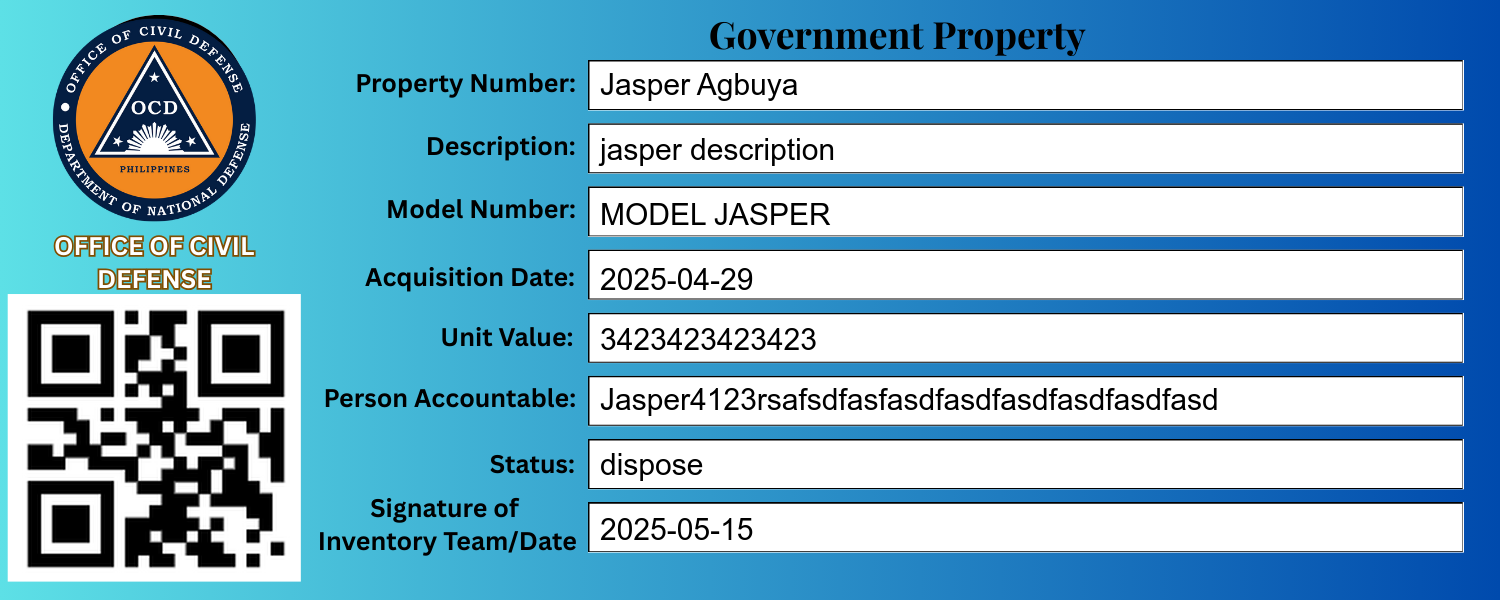 OFFICE OF CIVIL DEFENSE
OCD
PHILIPPINES
DEPARTMENT OF NATIONAL DEFENSE
OFFICE OF CIVIL
DEFENSE
Government Property
Property Number: Jasper Agbuya
Description: jasper description
Model Number: MODEL JASPER
Acquisition Date: 2025-04-29
Unit Value: 3423423423423
Person Accountable: Jasper4123rsafsdfasfasdfasdfasdfasdfasdfasd
Status: dispose
Signature of
Inventory Team/Date 2025-05-15